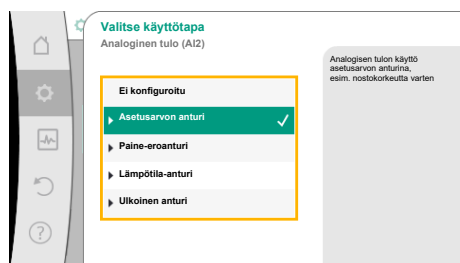 Valitse käyttötapa
Analoginen tulo (AI2)
Analogisen tulon käyttö
asetusarvon anturina,
esim. nostokorkeutta varten
Ei konfiguroitu
Asetusarvon anturi
Paine-eroanturi
Lämpötila-anturi
Ulkoinen anturi